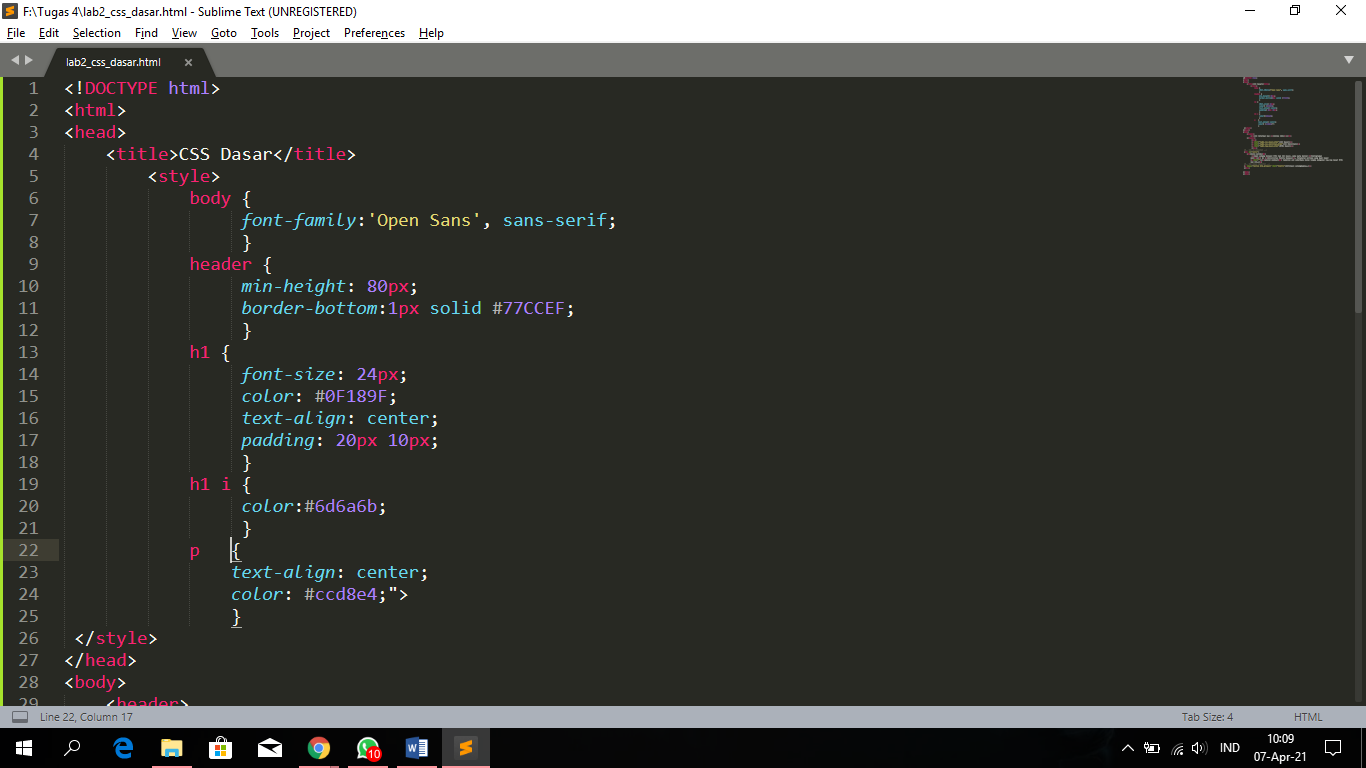 F:\Tugas 4\lab2_css_dasar.html - Sublime Text (UNREGISTERED)
File Edit Selection Find View Goto Tools Project Preferences Help
lab2_css_dasar.html ×
1 <!DOCTYPE html>
2 <html>
3 <head>
4 <title>CSS Dasar</title>
5 <style>
6 body {
7 font-family:'Open Sans', sans-serif;
8 }
9 header {
10 min-height: 80px;
11 border-bottom:1px solid #77CCEF;
12 }
13 h1 {
14 font-size: 24px;
15 color: #0F189F;
16 text-align: center;
17 padding: 20px 10px;
18 }
19 h1 i {
20 color:#6d6a6b;
21 }
22 p {
23 text-align: center;
24 color: #ccd8e4;">
25 }
26 </style>
27 </head>
28 <body>
29 <header>
Line 22, Column 17
Tab Size: 4
HTML
10
IND
10:09
07-Apr-21